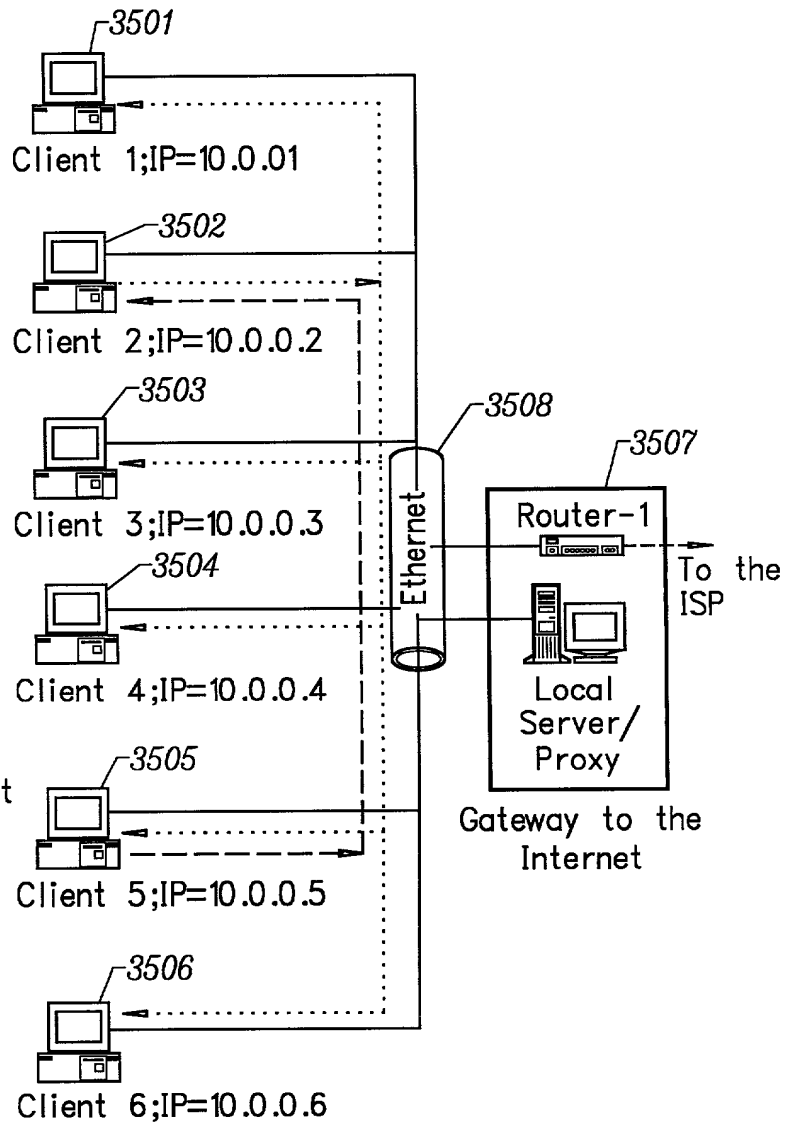 3501
Client 1;IP=10.0.01
3502
Client 2;IP=10.0.0.2
3503
Client 3;IP=10.0.0.3
3504
Client 4;IP=10.0.0.4
3505
t
Client 5;IP=10.0.0.5
3506
Client 6;IP=10.0.0.6
3508
Ethernet
3507
Router-1
To the
ISP
Local
Server/
Proxy
Gateway to the
Internet